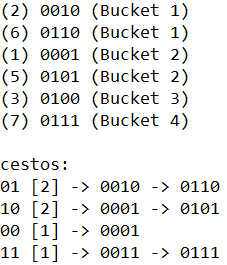 (2) 0010 (Bucket 1)
(6) 0110 (Bucket 1)
(1) 0001 (Bucket 2)
(5) 0101 (Bucket 2)
(3) 0100 (Bucket 3)
(7) 0111 (Bucket 4)
cestos:
01 [2] -> 0010 -> 0110
10 [2] -> 0001 -> 0101
00 [1] -> 0001
11 [1] -> 0011 -> 0111